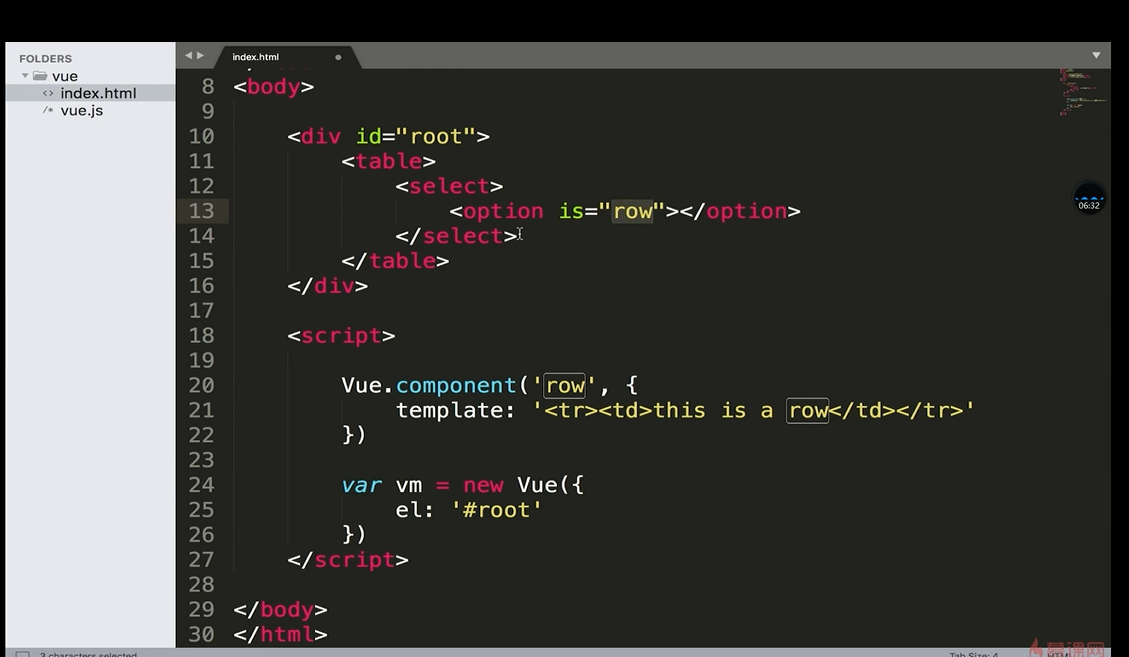 FOLDERS
vue
<> index.html
/* vue.js
index.html
8 <body>
9
10 <div id="root">
11 <table>
12 <select>
13 <option is="row"></option>
14 </select>
15 </table>
16 </div>
17
18 <script>
19
20 Vue.component('row', {
21 template: '<tr><td>this is a row</td></tr>'
22 })
23
24 var vm = new Vue({
25 el: '#root'
26 })
27 </script>
28
29 </body>
30 </html>
06:32
3 characters selected
Tab Size: 4
HTML
慕课网